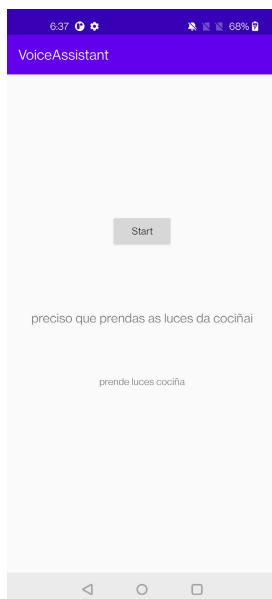 6:37 68%
VoiceAssistant
Start
preciso que prendas as luces da cociñai
prende luces cociña